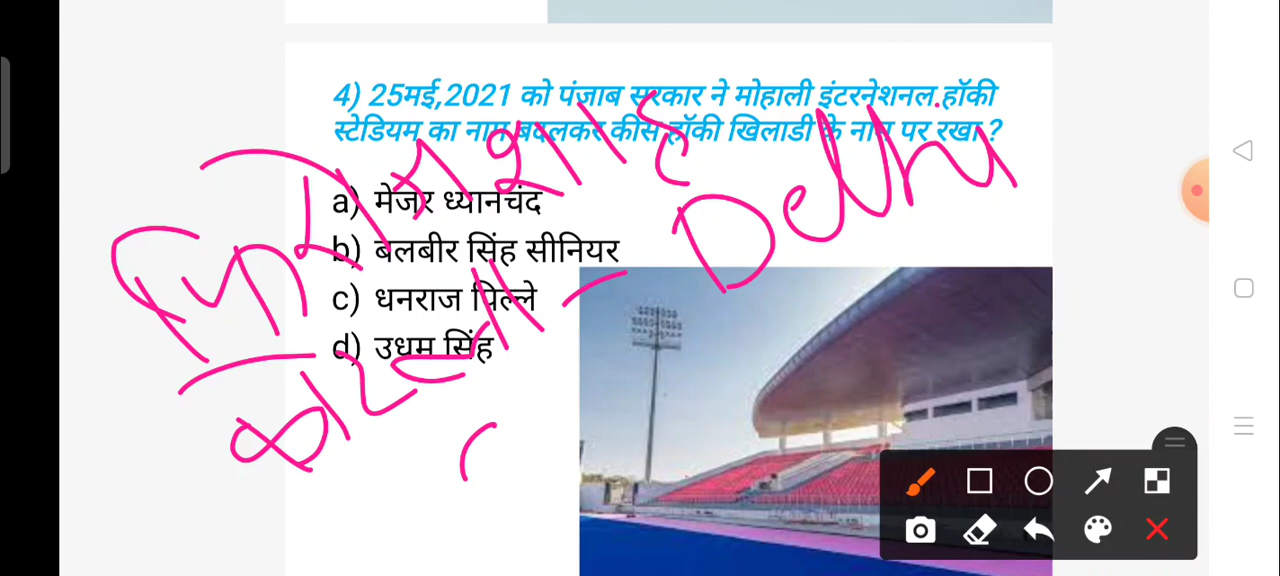 4) 25मई,2021 को पंजाब सरकार ने मोहाली इंटरनेशनल हॉकी
स्टेडियम का नाम बदलकर कीस हॉकी खिलाडी के नाम पर रखा ?
a) मेजर ध्यानचंद
b) बलबीर सिंह सीनियर
c) धनराज पिल्ले
d) उधम सिंह
Delhi